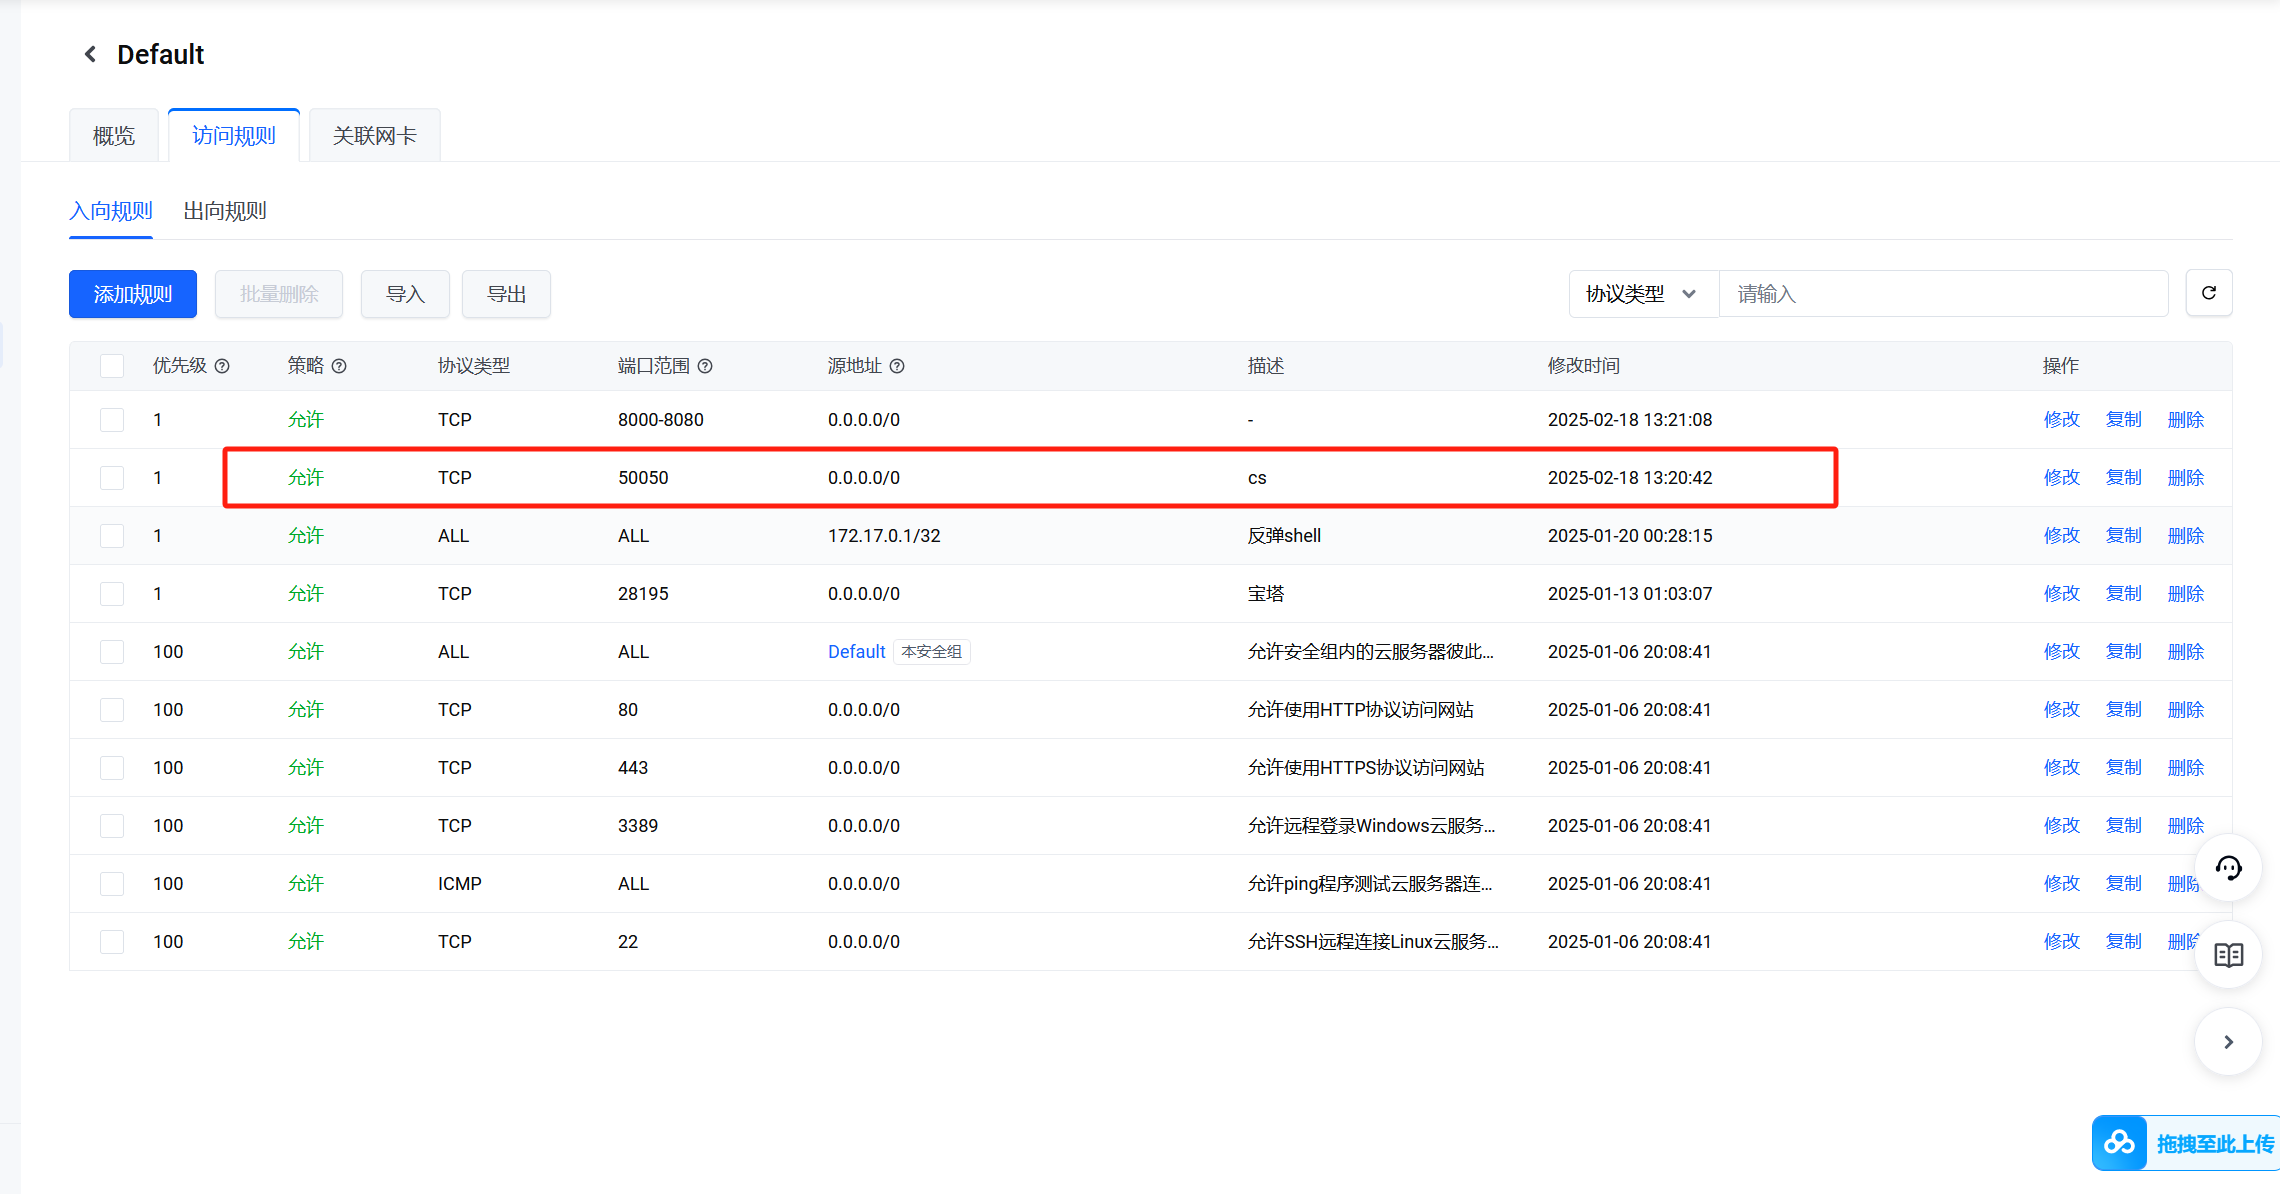 Default
概览 访问规则 关联网卡
入向规则 出向规则
添加规则 批量删除 导入 导出 协议类型 请输入
优先级 策略 协议类型 端口范围 源地址 描述 修改时间 操作
1 允许 TCP 8000-8080 0.0.0.0/0 - 2025-02-18 13:21:08 修改 复制 删除
1 允许 TCP 50050 0.0.0.0/0 cs 2025-02-18 13:20:42 修改 复制 删除
1 允许 ALL ALL 172.17.0.1/32 反弹shell 2025-01-20 00:28:15 修改 复制 删除
1 允许 TCP 28195 0.0.0.0/0 宝塔 2025-01-13 01:03:07 修改 复制 删除
100 允许 ALL ALL Default 本安全组 允许安全组内的云服务器彼此... 2025-01-06 20:08:41 修改 复制 删除
100 允许 TCP 80 0.0.0.0/0 允许使用HTTP协议访问网站 2025-01-06 20:08:41 修改 复制 删除
100 允许 TCP 443 0.0.0.0/0 允许使用HTTPS协议访问网站 2025-01-06 20:08:41 修改 复制 删除
100 允许 TCP 3389 0.0.0.0/0 允许远程登录Windows云服务... 2025-01-06 20:08:41 修改 复制 删除
100 允许 ICMP ALL 0.0.0.0/0 允许ping程序测试云服务器连... 2025-01-06 20:08:41 修改 复制 删除
100 允许 TCP 22 0.0.0.0/0 允许SSH远程连接Linux云服务... 2025-01-06 20:08:41 修改 复制 删除
拖拽至此上传